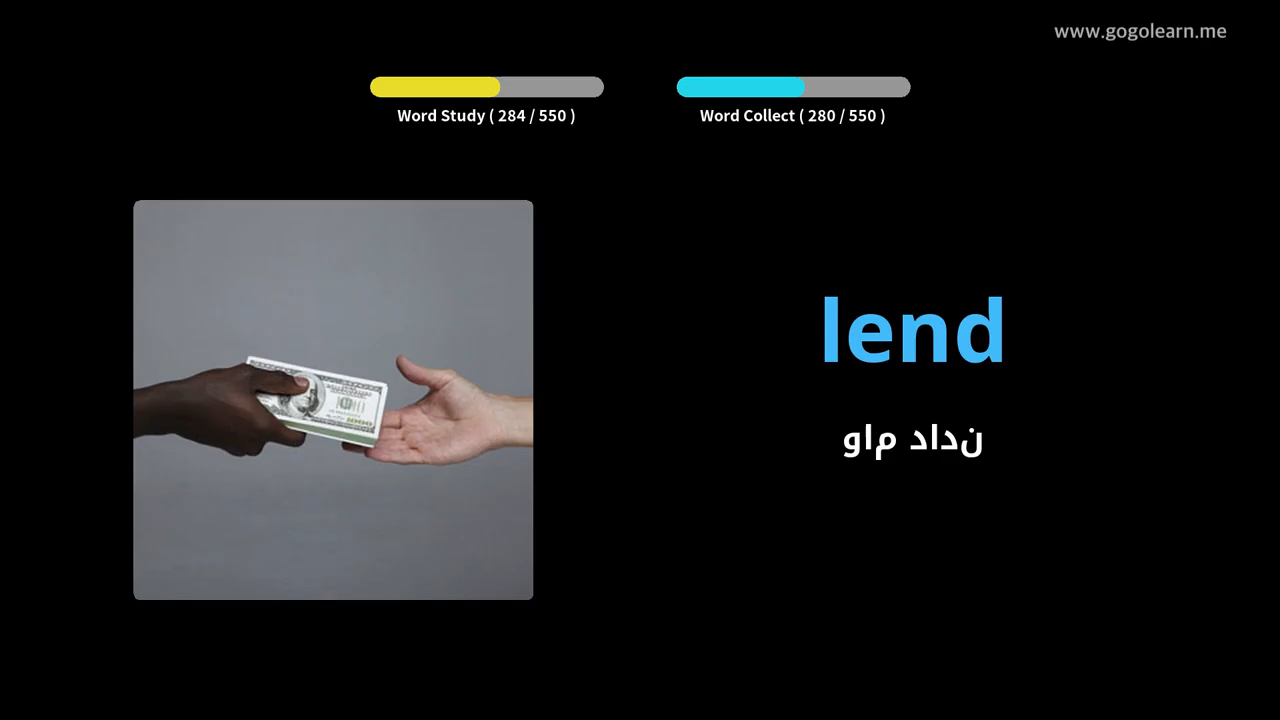 www.gogolearn.me
Word Study ( 284 / 550 )
Word Collect ( 280 / 550 )
lend
نداد ماو